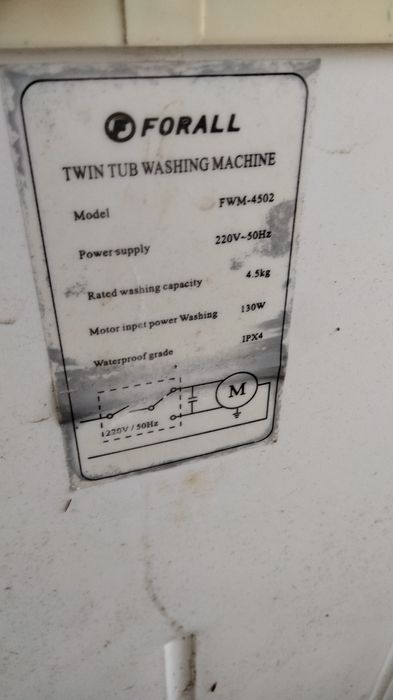 FORALL
TWIN TUB WASHING MACHINE
Model FWM-4502
Power supply 220V~50Hz
Rated washing capacity 4.5kg
Motor input power Washing 130W
Waterproof grade IPX4
M
220V/50Hz